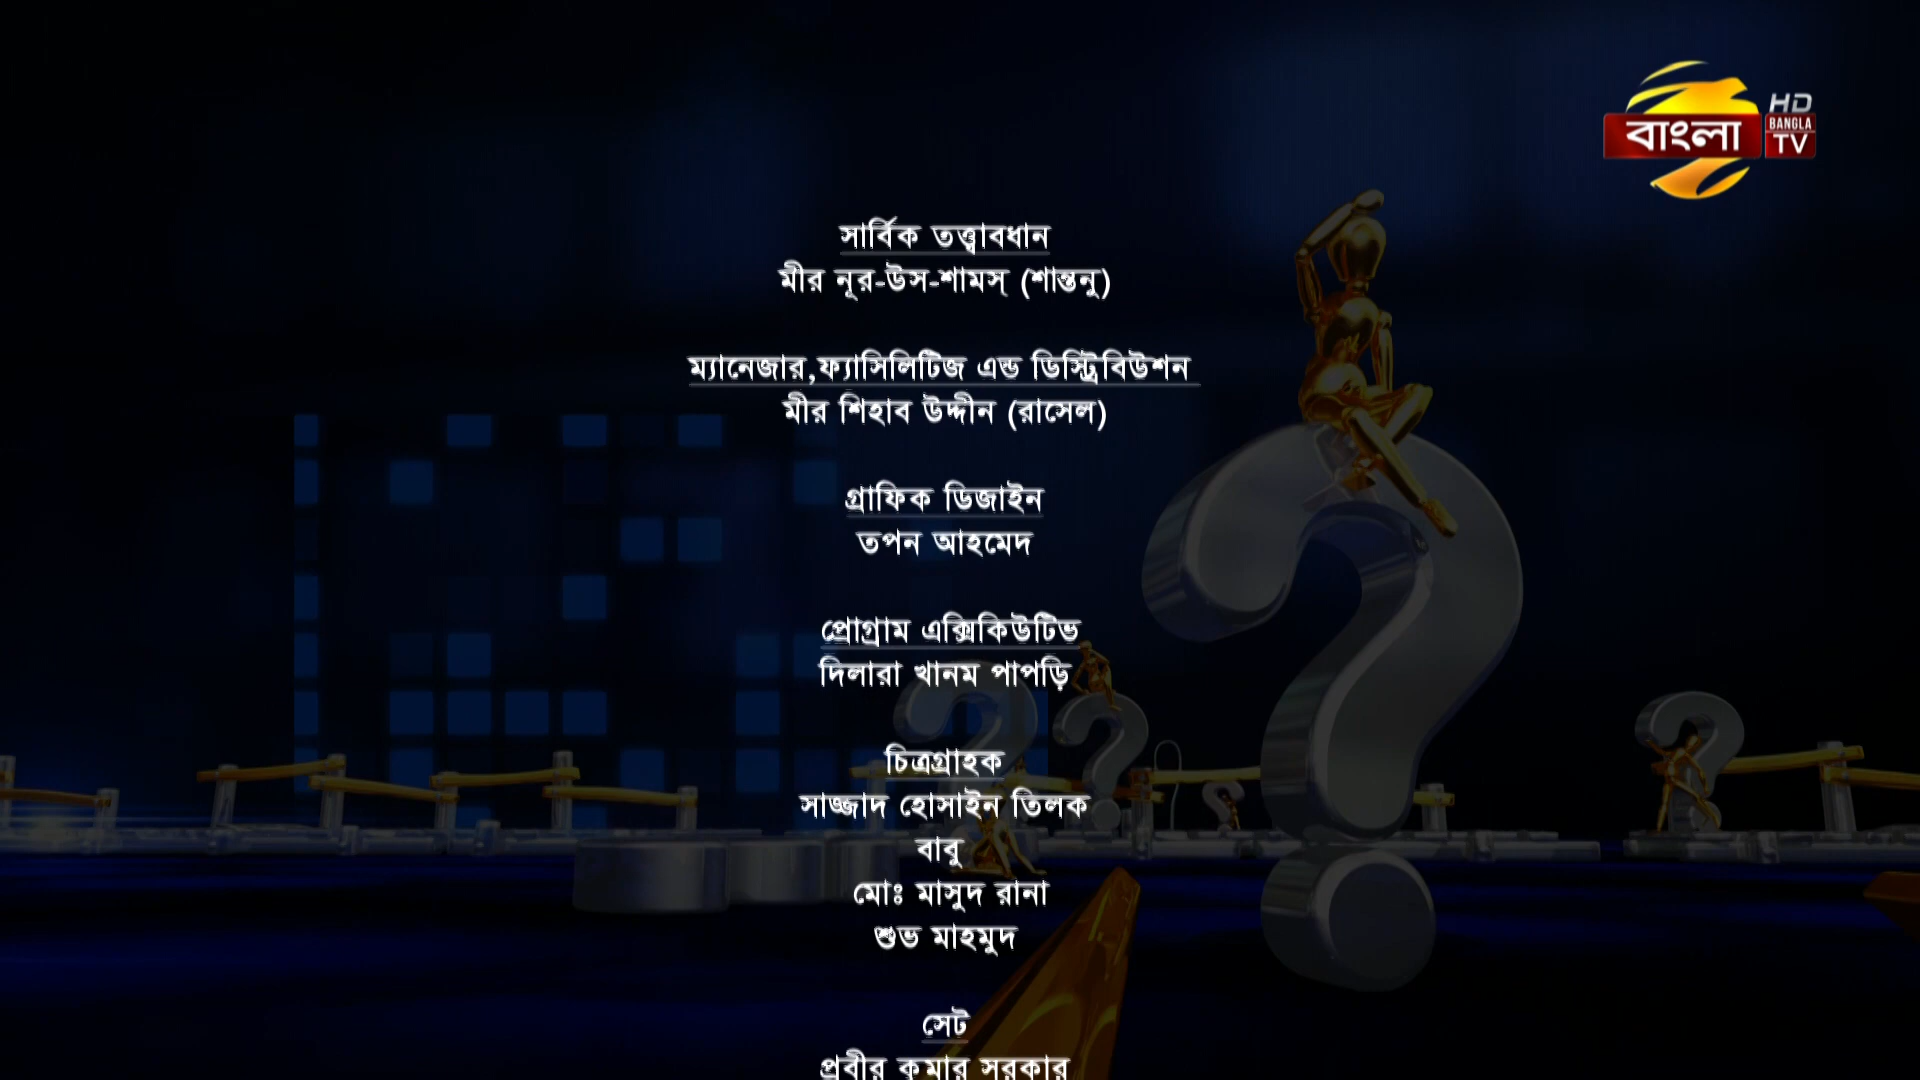 HD
বাংলা
BANGLA
TV
সার্বিক তত্ত্বাবধান
মীর নূর-উস-শামস্ (শান্তনু)
ম্যানেজার,ফ্যাসিলিটিজ এন্ড ডিস্ট্রিবিউশন
মীর শিহাব উদ্দীন (রাসেল)
গ্রাফিক ডিজাইন
তপন আহমেদ
প্রোগ্রাম এক্সিকিউটিভ
দিলারা খানম পাপড়ি
চিত্রগ্রাহক
সাজ্জাদ হোসাইন তিলক
বাবু
মোঃ মাসুদ রানা
শুভ মাহমুদ
সেট
প্রবীর কুমার সরকার